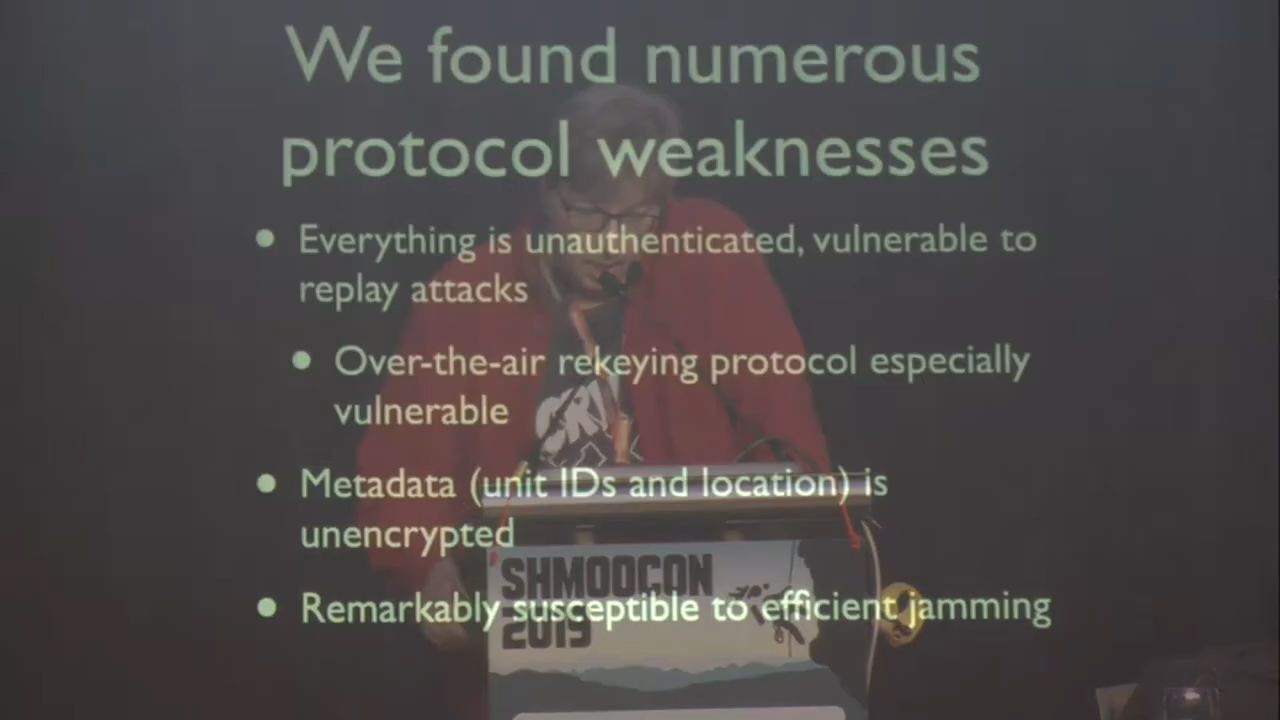 We found numerous
protocol weaknesses
• Everything is unauthenticated, vulnerable to
replay attacks
• Over-the-air rekeying protocol especially
vulnerable
• Metadata (unit IDs and location) is
unencrypted
• Remarkably susceptible to efficient jamming
SHMOOCON
2019